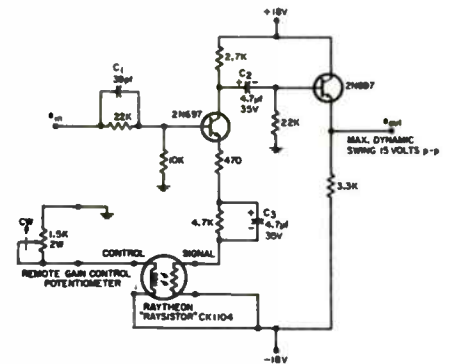 +18V
2.7K
C1
39pf
C2
+ -
4.7µf
35V
2N697
2N697
ein
22K
22K
eout
MAX. DYNAMIC
SWING 15 VOLTS p-p
10K
470
3.3K
CW
1.5K
2W
4.7K
+
-
C3
4.7µf
35V
CONTROL
SIGNAL
REMOTE GAIN CONTROL
POTENTIOMETER
RAYTHEON
"RAYSISTOR" CK1104
-18V